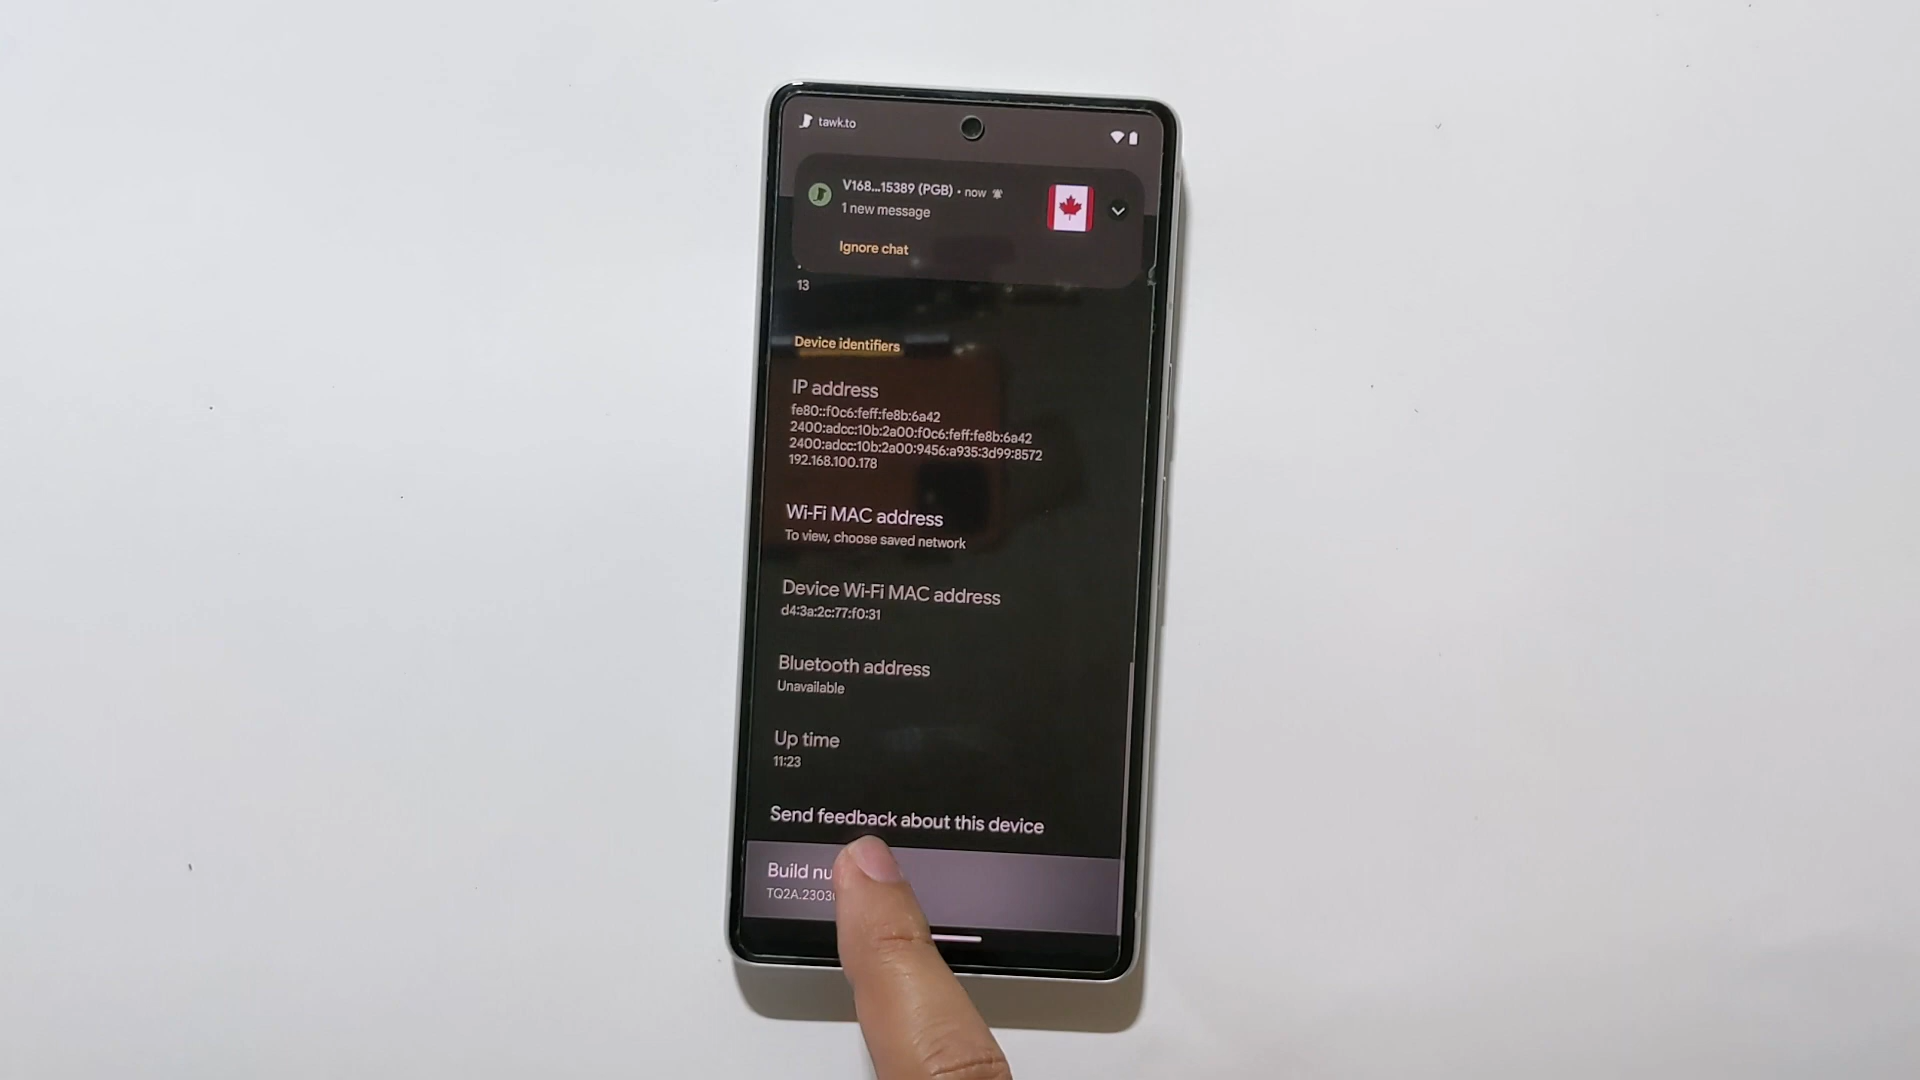 tawk.to
V168...15389 (PGB) • now
1 new message
Ignore chat
13
Device identifiers
IP address
fe80::f0c6:feff:fe8b:6a42
2400:adcc:10b:2a00:f0c6:feff:fe8b:6a42
2400:adcc:10b:2a00:9456:a935:3d99:8572
192.168.100.178
Wi-Fi MAC address
To view, choose saved network
Device Wi-Fi MAC address
d4:3a:2c:77:f0:31
Bluetooth address
Unavailable
Up time
11:23
Send feedback about this device
Build nu
TQ2A.2303